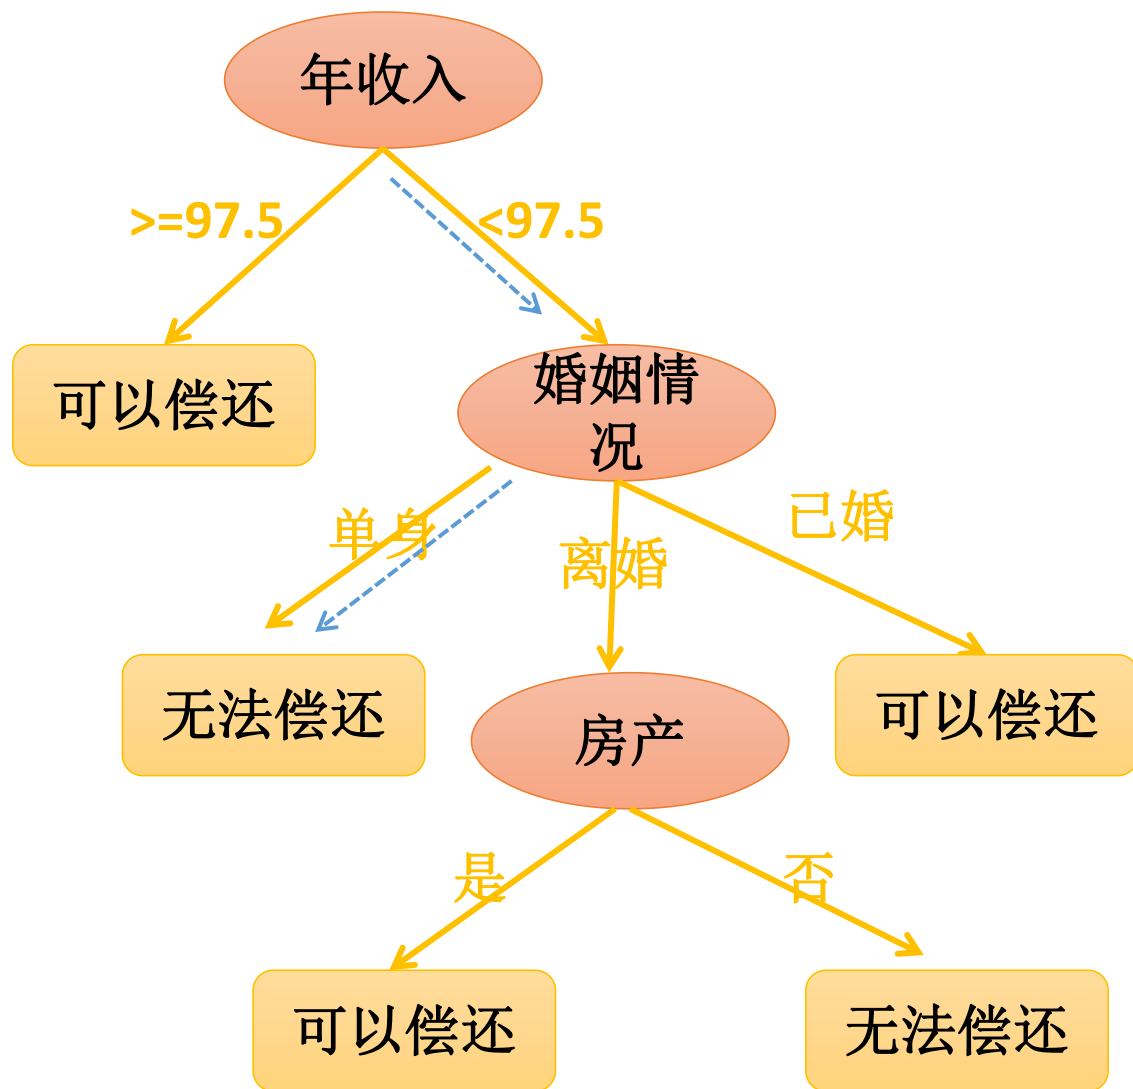 年收入
>=97.5
<97.5
可以偿还
婚姻情
况
单身
离婚
已婚
无法偿还
房产
可以偿还
是
否
可以偿还
无法偿还